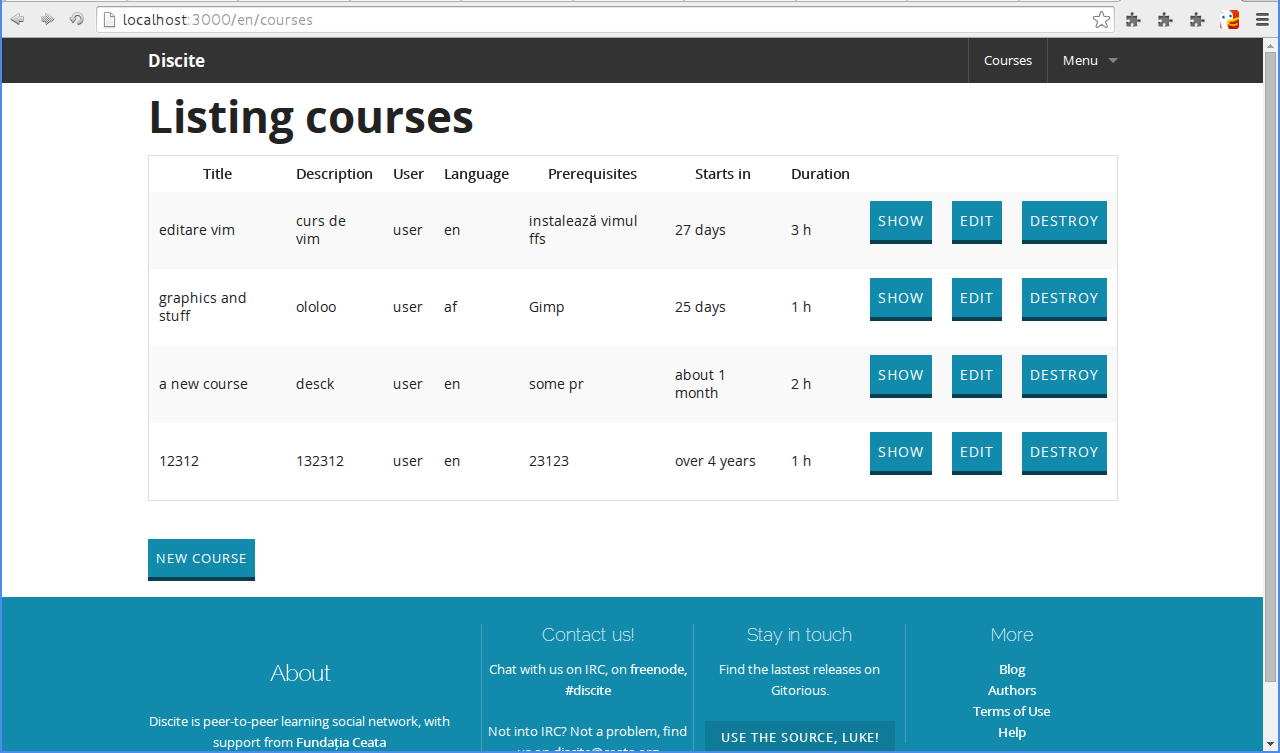 localhost:3000/en/courses
Discite
Courses
Menu
Listing courses
Title Description User Language Prerequisites Starts in Duration
editare vim curs de vim user en instalează vimul ffs 27 days 3 h SHOW EDIT DESTROY
graphics and stuff ololoo user af Gimp 25 days 1 h SHOW EDIT DESTROY
a new course desck user en some pr about 1 month 2 h SHOW EDIT DESTROY
12312 132312 user en 23123 over 4 years 1 h SHOW EDIT DESTROY
NEW COURSE
About
Discite is peer-to-peer learning social network, with
support from Fundația Ceata
Contact us!
Chat with us on IRC, on freenode,
#discite
Not into IRC? Not a problem, find
us on discite@ceata.org
Stay in touch
Find the lastest releases on
Gitorious.
USE THE SOURCE, LUKE!
More
Blog
Authors
Terms of Use
Help